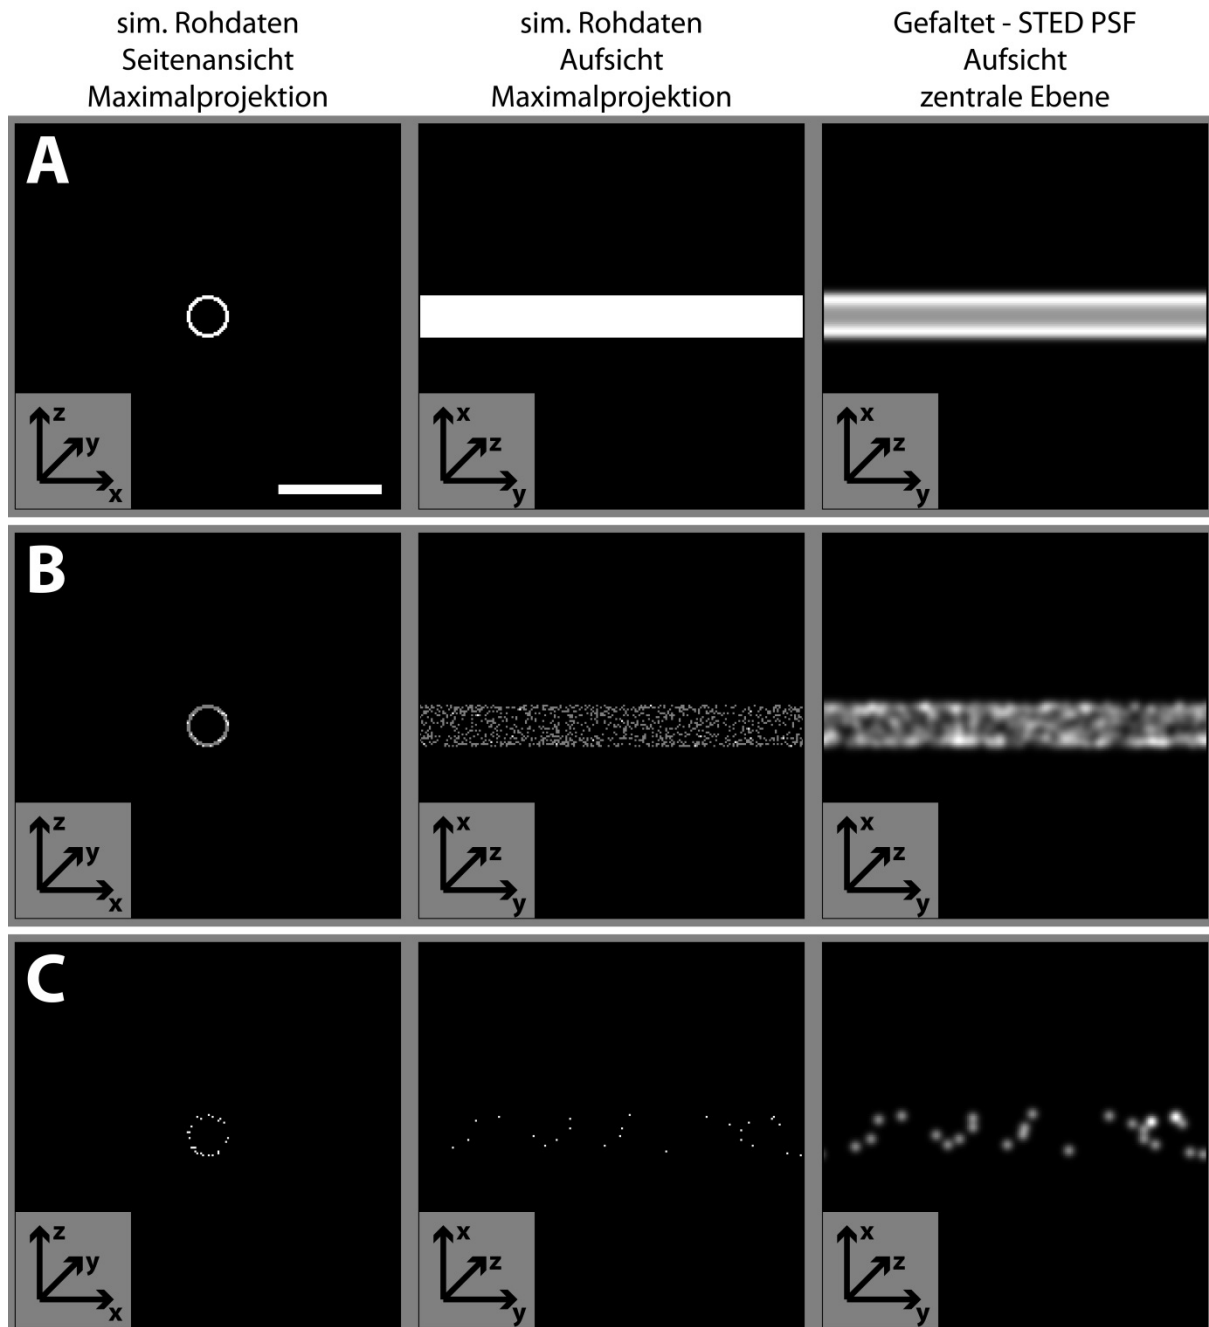 sim. Rohdaten
Seitenansicht
Maximalprojektion
sim. Rohdaten
Aufsicht
Maximalprojektion
Gefaltet - STED PSF
Aufsicht
zentrale Ebene
A
z
y
x
x
z
y
x
z
y
B
z
y
x
x
z
y
x
z
y
C
z
y
x
x
z
y
x
z
y